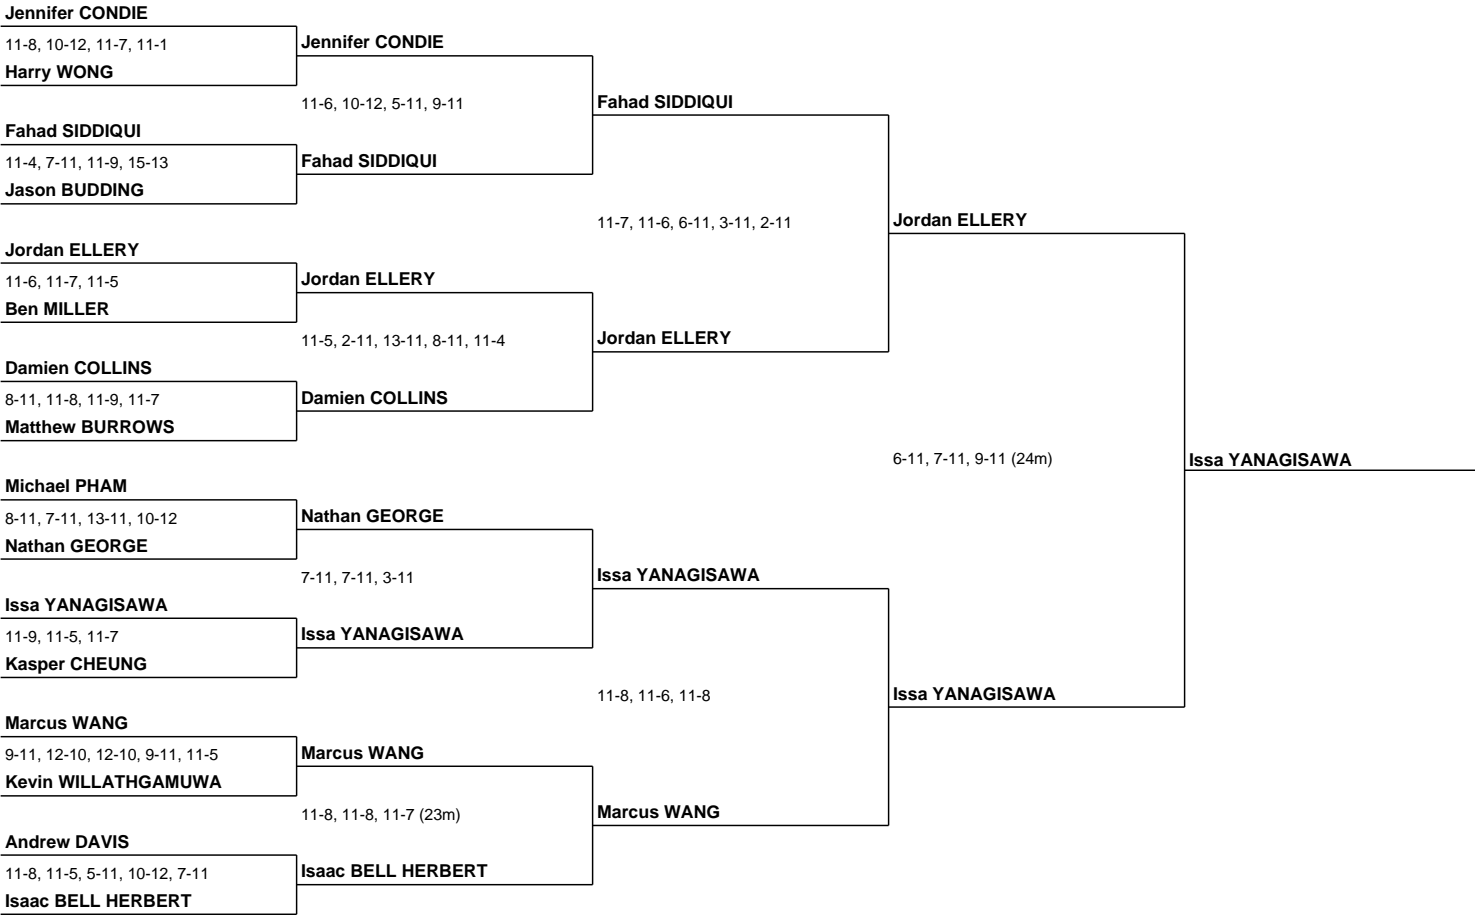 Jennifer CONDIE
11-8, 10-12, 11-7, 11-1
Harry WONG
Fahad SIDDIQUI
11-4, 7-11, 11-9, 15-13
Jason BUDDING
Jordan ELLERY
11-6, 11-7, 11-5
Ben MILLER
Damien COLLINS
8-11, 11-8, 11-9, 11-7
Matthew BURROWS
Michael PHAM
8-11, 7-11, 13-11, 10-12
Nathan GEORGE
Issa YANAGISAWA
11-9, 11-5, 11-7
Kasper CHEUNG
Marcus WANG
9-11, 12-10, 12-10, 9-11, 11-5
Kevin WILLATHGAMUWA
Andrew DAVIS
11-8, 11-5, 5-11, 10-12, 7-11
Isaac BELL HERBERT
Jennifer CONDIE
11-6, 10-12, 5-11, 9-11
Fahad SIDDIQUI
Jordan ELLERY
11-5, 2-11, 13-11, 8-11, 11-4
Damien COLLINS
Nathan GEORGE
7-11, 7-11, 3-11
Issa YANAGISAWA
Marcus WANG
11-8, 11-8, 11-7 (23m)
Isaac BELL HERBERT
Fahad SIDDIQUI
11-7, 11-6, 6-11, 3-11, 2-11
Jordan ELLERY
Issa YANAGISAWA
11-8, 11-6, 11-8
Marcus WANG
Jordan ELLERY
6-11, 7-11, 9-11 (24m)
Issa YANAGISAWA
Issa YANAGISAWA